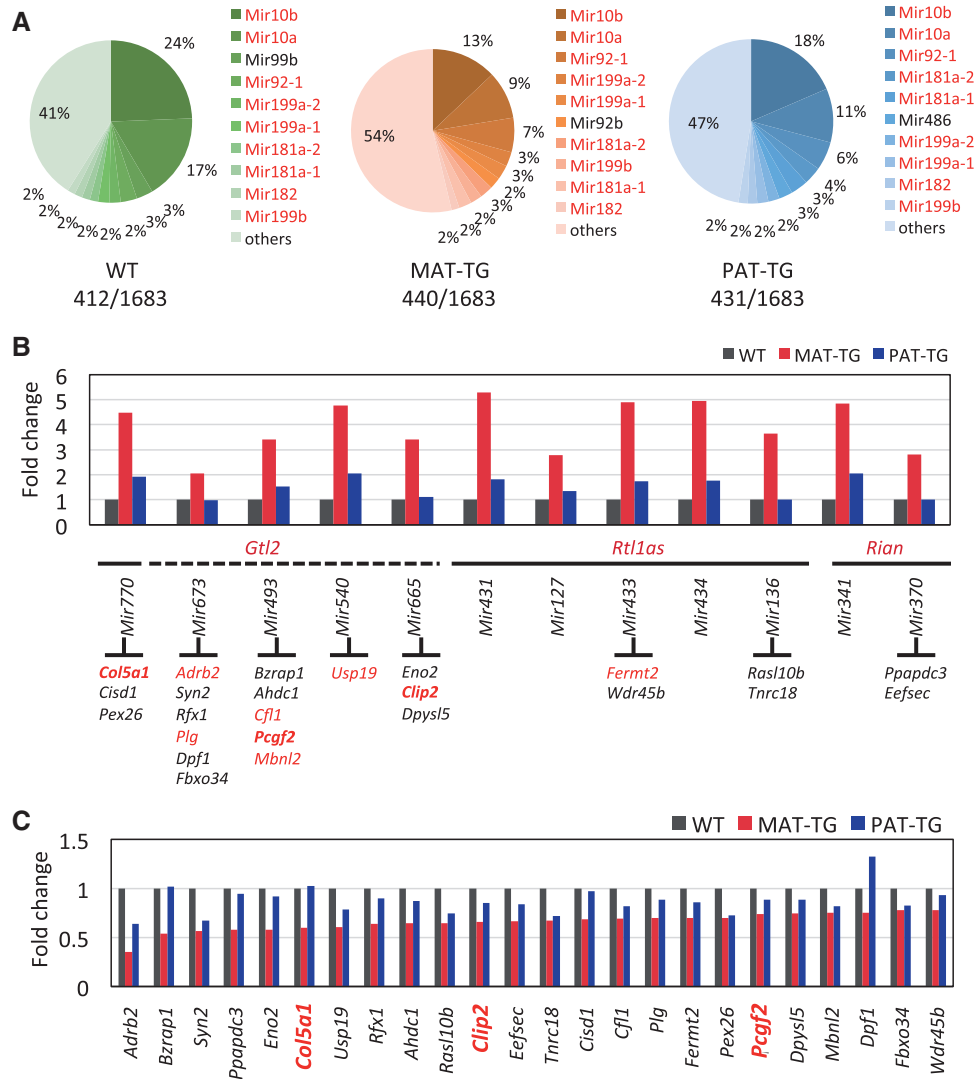 A
24%
17%
3%
3%
2%
2%
2%
2%
2%
2%
41%
Mir10b
Mir10a
Mir99b
Mir92-1
Mir199a-2
Mir199a-1
Mir181a-2
Mir181a-1
Mir182
Mir199b
others
WT
412/1683
13%
9%
7%
3%
3%
2%
3%
2%
2%
2%
54%
Mir10b
Mir10a
Mir92-1
Mir199a-2
Mir199a-1
Mir92b
Mir181a-2
Mir199b
Mir181a-1
Mir182
others
MAT-TG
440/1683
18%
11%
6%
4%
3%
3%
2%
2%
2%
2%
47%
Mir10b
Mir10a
Mir92-1
Mir181a-2
Mir181a-1
Mir486
Mir199a-2
Mir199a-1
Mir182
Mir199b
others
PAT-TG
431/1683
B
WT MAT-TG PAT-TG
Fold change
6
5
4
3
2
1
0
Gtl2 Rtl1as Rian
Mir770 Mir673 Mir493 Mir540 Mir665 Mir431 Mir127 Mir433 Mir434 Mir136 Mir341 Mir370
Col5a1
Cisd1
Pex26
Adrb2
Syn2
Rfx1
Plg
Dpf1
Fbxo34
Bzrap1
Ahdc1
Cfl1
Pcgf2
Mbnl2
Usp19
Eno2
Clip2
Dpysl5
Fermt2
Wdr45b
Rasl10b
Tnrc18
Ppapdc3
Eefsec
C
WT MAT-TG PAT-TG
Fold change
1.5
1
0.5
0
Adrb2 Bzrap1 Syn2 Ppapdc3 Eno2 Col5a1 Usp19 Rfx1 Ahdc1 Rasl10b Clip2 Eefsec Tnrc18 Cisd1 Cfl1 Plg Fermt2 Pex26 Pcgf2 Dpysl5 Mbnl2 Dpf1 Fbxo34 Wdr45b